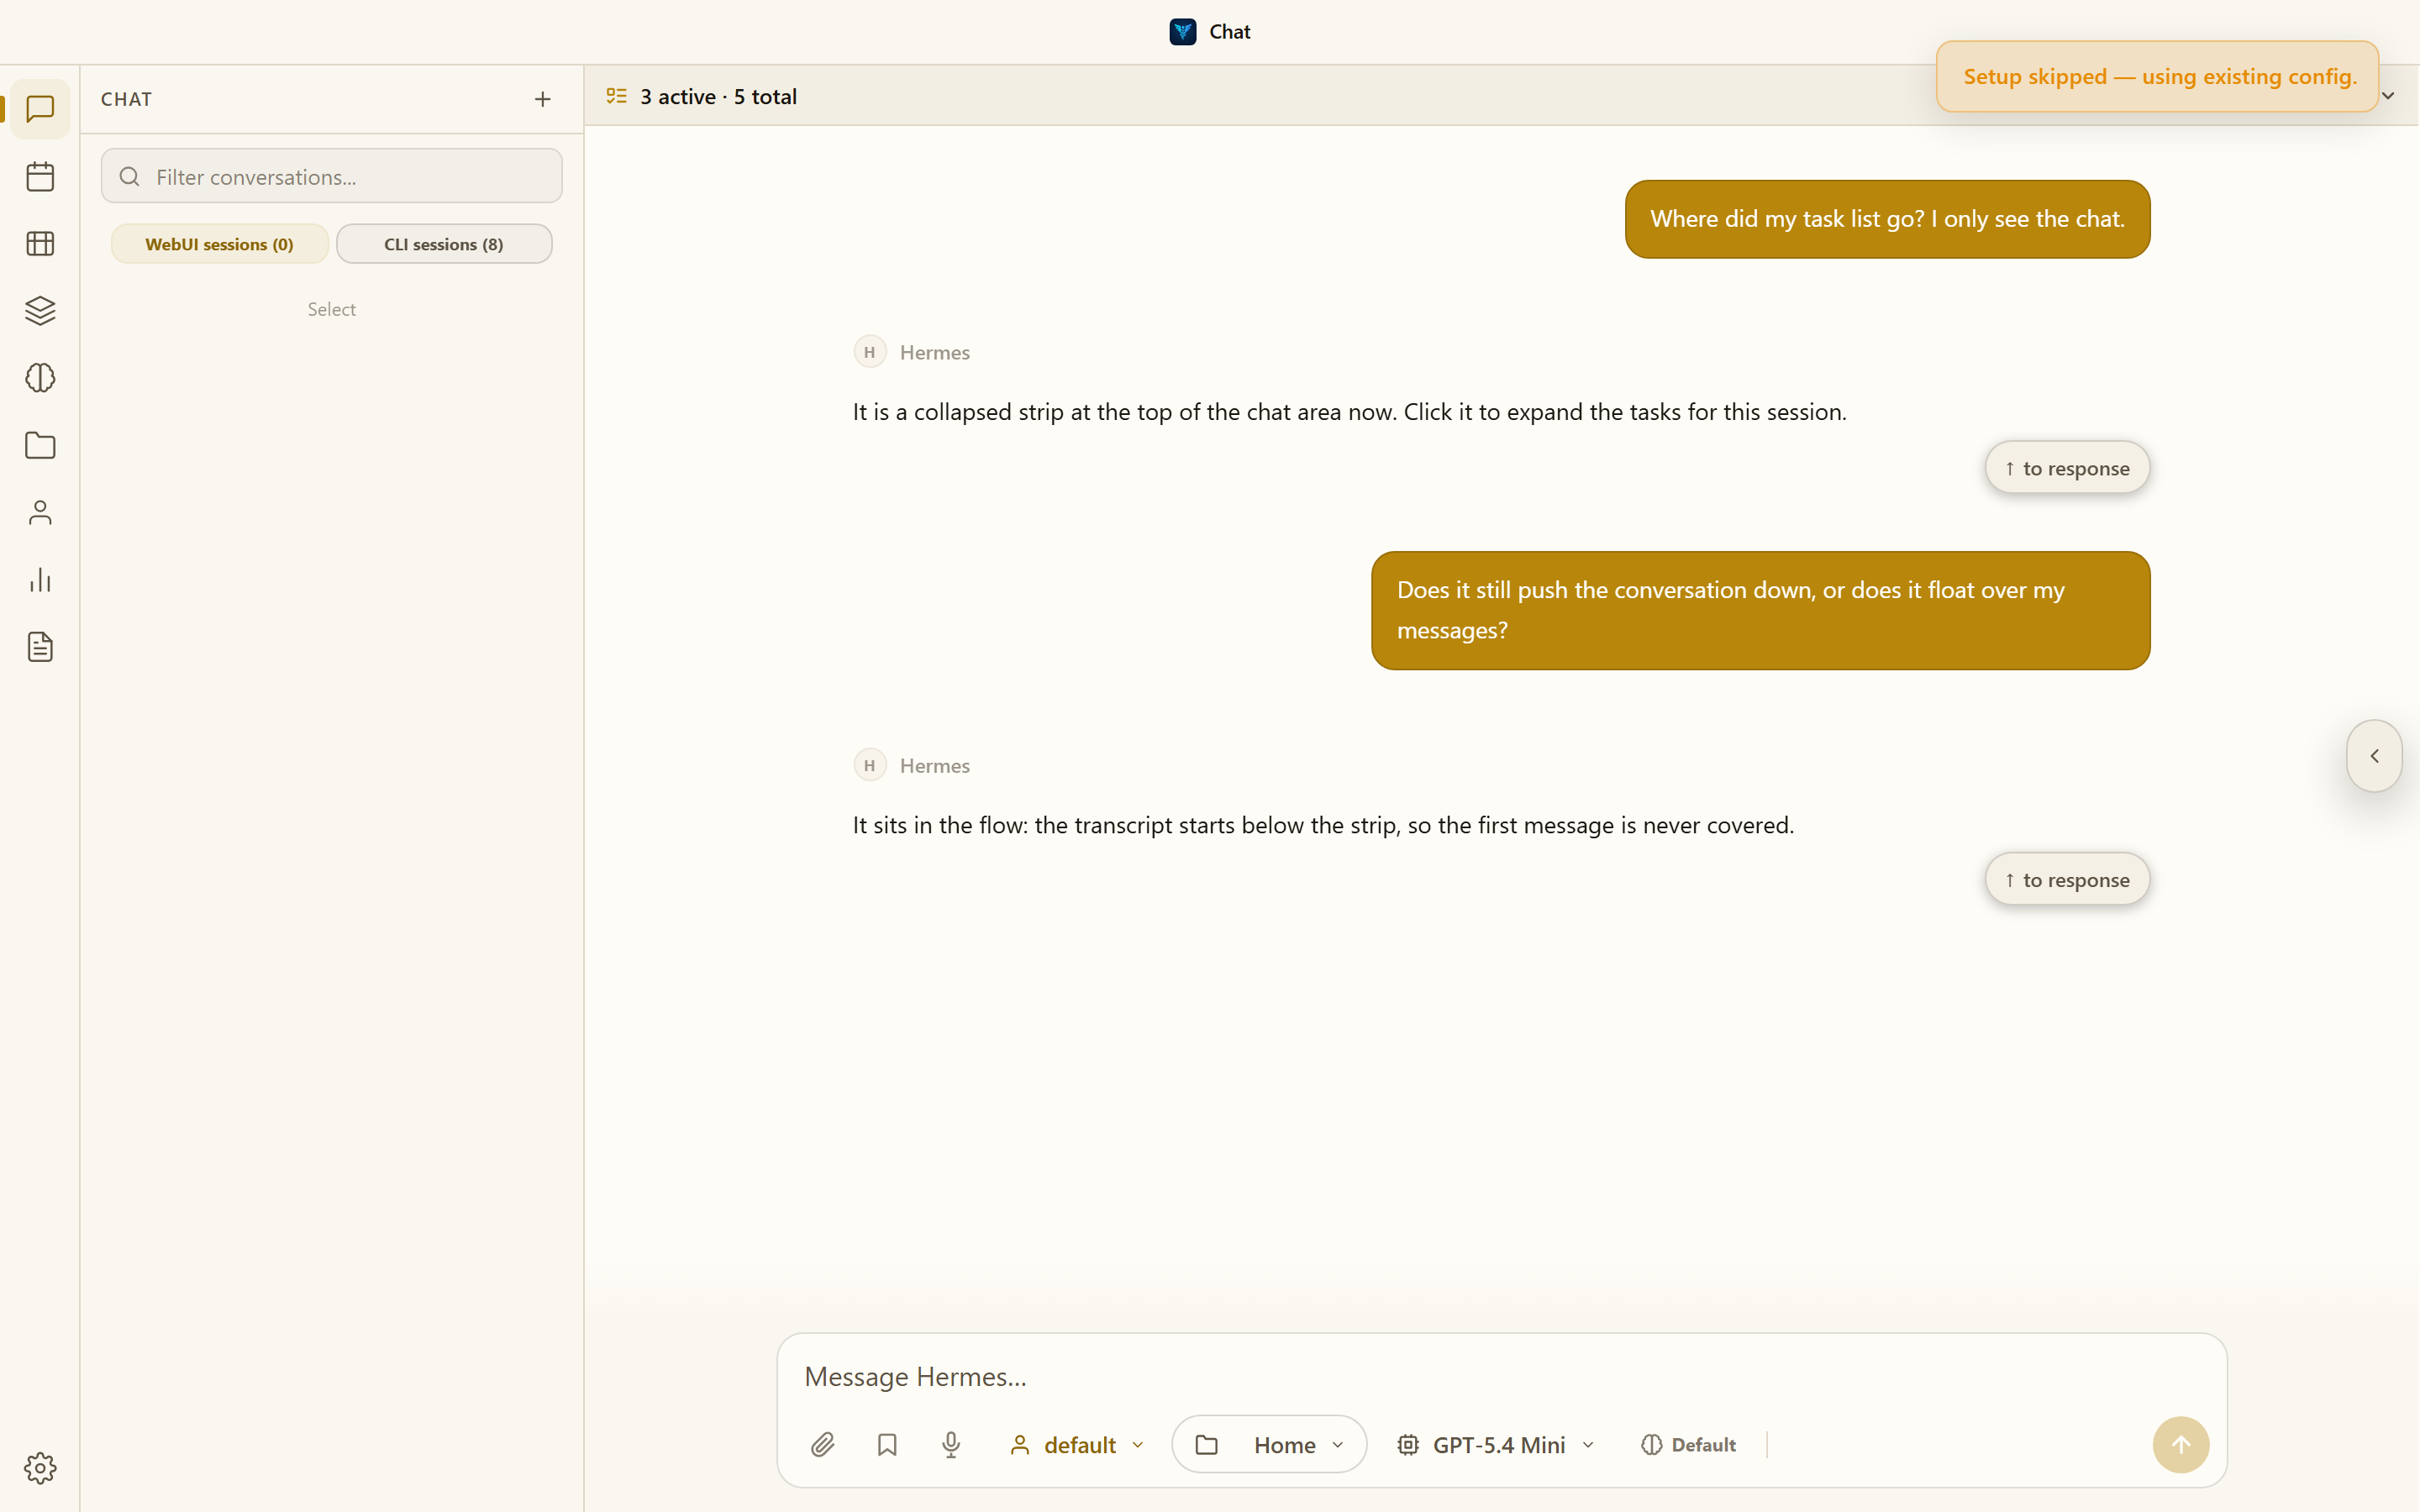 Chat
CHAT
3 active · 5 total
Setup skipped — using existing config.
Filter conversations...
WebUI sessions (0)
CLI sessions (8)
Select
Where did my task list go? I only see the chat.
H
Hermes
It is a collapsed strip at the top of the chat area now. Click it to expand the tasks for this session.
↑ to response
Does it still push the conversation down, or does it float over my
messages?
H
Hermes
It sits in the flow: the transcript starts below the strip, so the first message is never covered.
↑ to response
Message Hermes...
default
Home
GPT-5.4 Mini
Default